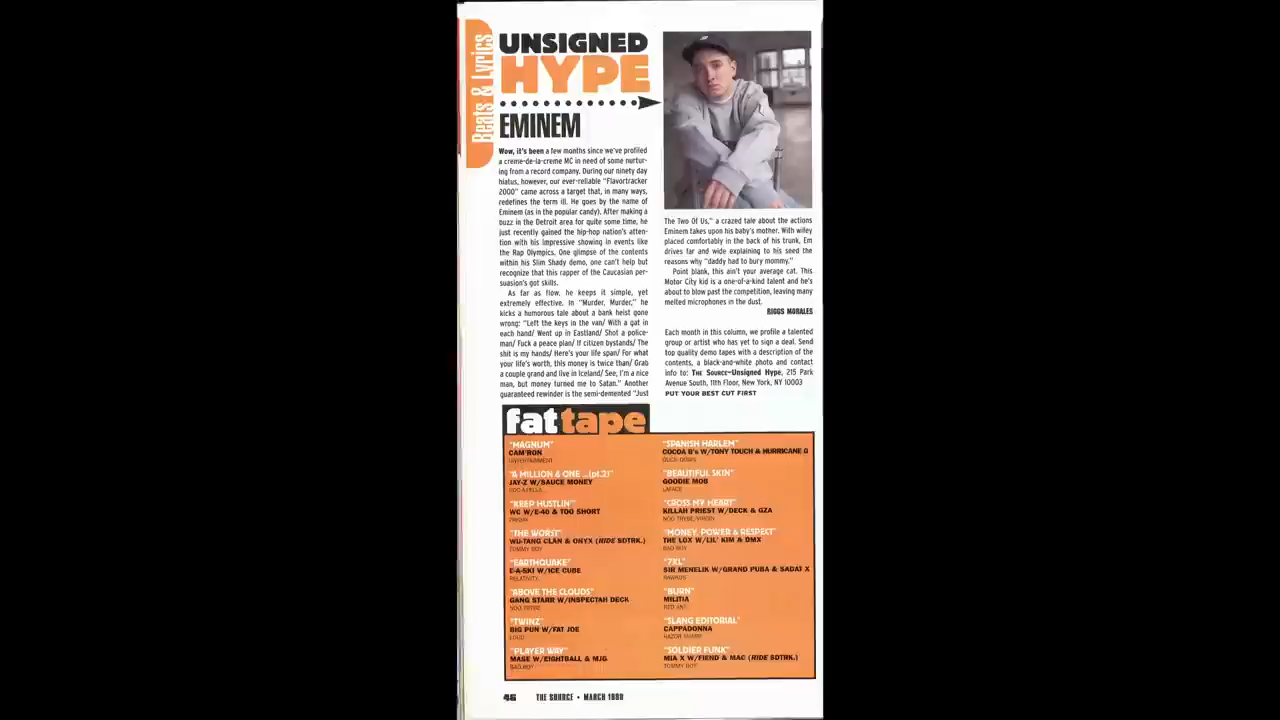 Beats & Lyrics
UNSIGNED
HYPE
EMINEM
Wow, it's been a few months since we've profiled
a creme-de-la-creme MC in need of some nurtur-
ing from a record company. During our ninety day
hiatus, however, our ever-reliable "Flavortracker
2000" came across a target that, in many ways,
redefines the term ill. He goes by the name of
Eminem (as in the popular candy). After making a
buzz in the Detroit area for quite some time, he
just recently gained the hip-hop nation's atten-
tion with his impressive showing in events like
the Rap Olympics. One glimpse of the contents
within his Slim Shady demo, one can't help but
recognize that this rapper of the Caucasian per-
suasion's got skills.
As far as flow, he keeps it simple, yet
extremely effective. In "Murder, Murder," he
kicks a humorous tale about a bank heist gone
wrong: "Left the keys in the van/ With a gat in
each hand/ Went up in Eastland/ Shot a police-
man/ Fuck a peace plan/ If citizen bystands/ The
shit is my hands/ Here's your life span/ For what
your life's worth, this money is twice than/ Grab
a couple grand and live in Iceland/ See, I'm a nice
man, but money turned me to Satan." Another
guaranteed rewinder is the semi-demented "Just
The Two Of Us," a crazed tale about the actions
Eminem takes upon his baby's mother. With wifey
placed comfortably in the back of his trunk, Em
drives far and wide explaining to his seed the
reasons why "daddy had to bury mommy."
Point blank, this ain't your average cat. This
Motor City kid is a one-of-a-kind talent and he's
about to blow past the competition, leaving many
melted microphones in the dust.
RIGGS MORALES
Each month in this column, we profile a talented
group or artist who has yet to sign a deal. Send
top quality demo tapes with a description of the
contents, a black-and-white photo and contact
info to: THE SOURCE-Unsigned Hype, 215 Park
Avenue South, 11th Floor, New York, NY 10003
PUT YOUR BEST CUT FIRST
fat tape
"MAGNUM"
CAM'RON
UNTERTAINMENT
"A MILLION & ONE ...(pt.2)"
JAY-Z W/SAUCE MONEY
ROC-A-FELLA
"KEEP HUSTLIN'"
WC W/E-40 & TOO SHORT
PAYDAY
"THE WORST"
WU-TANG CLAN & ONYX (RIDE SDTRK.)
TOMMY BOY
"EARTHQUAKE"
E-A-SKI W/ICE CUBE
RELATIVITY
"ABOVE THE CLOUDS"
GANG STARR W/INSPECTAH DECK
NOO TRYBE
"TWINZ"
BIG PUN W/FAT JOE
LOUD
"PLAYER WAY"
MASE W/EIGHTBALL & MJG
BAD BOY
"SPANISH HARLEM"
COCOA B's W/TONY TOUCH & HURRICANE G
DUCK DOWN
"BEAUTIFUL SKIN"
GOODIE MOB
LAFACE
"CROSS MY HEART"
KILLAH PRIEST W/DECK & GZA
NOO TRYBE/VIRGIN
"MONEY, POWER & RESPECT"
THE LOX W/LIL' KIM & DMX
BAD BOY
"7XL"
SIR MENELIK W/GRAND PUBA & SADAT X
RAWKUS
"BURN"
MILITIA
RED ANT
"SLANG EDITORIAL"
CAPPADONNA
RAZOR SHARP
"SOLDIER FUNK"
MIA X W/FIEND & MAC (RIDE SDTRK.)
TOMMY BOY
46 THE SOURCE • MARCH 1998